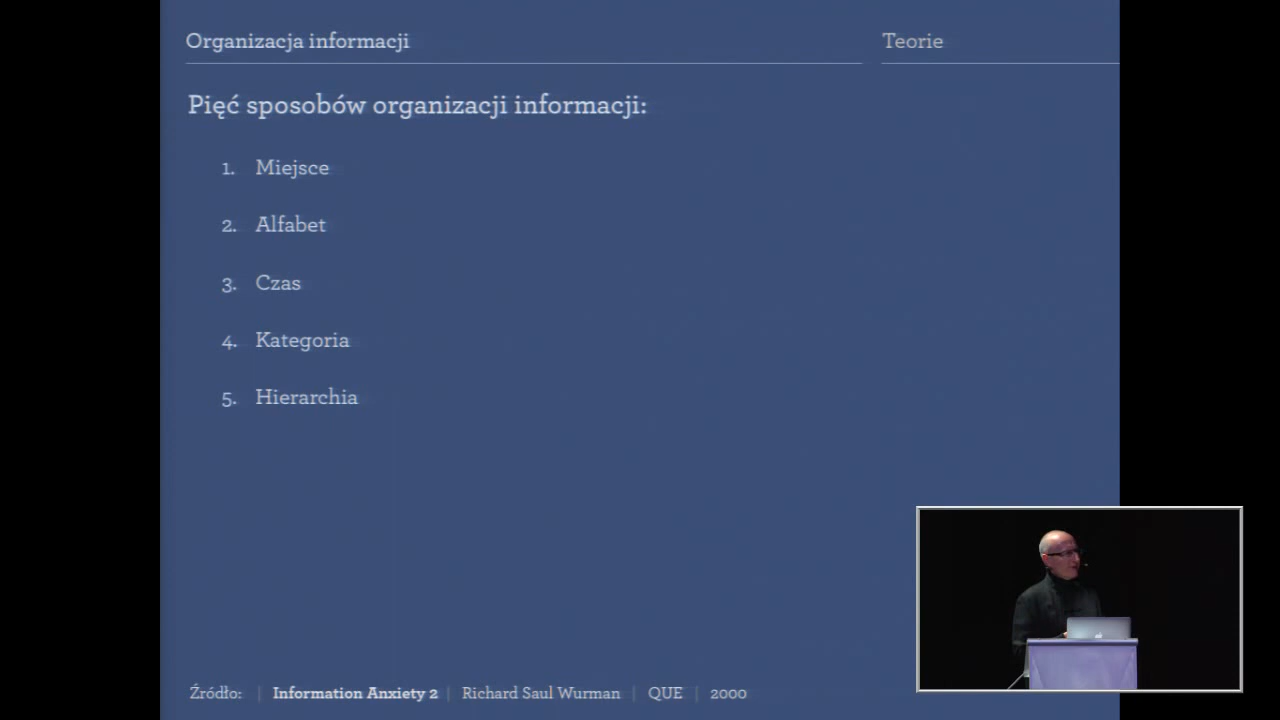 Organizacja informacji
Teorie
Pięć sposobów organizacji informacji:
1. Miejsce
2. Alfabet
3. Czas
4. Kategoria
5. Hierarchia
Źródło: | Information Anxiety 2 | Richard Saul Wurman | QUE | 2000